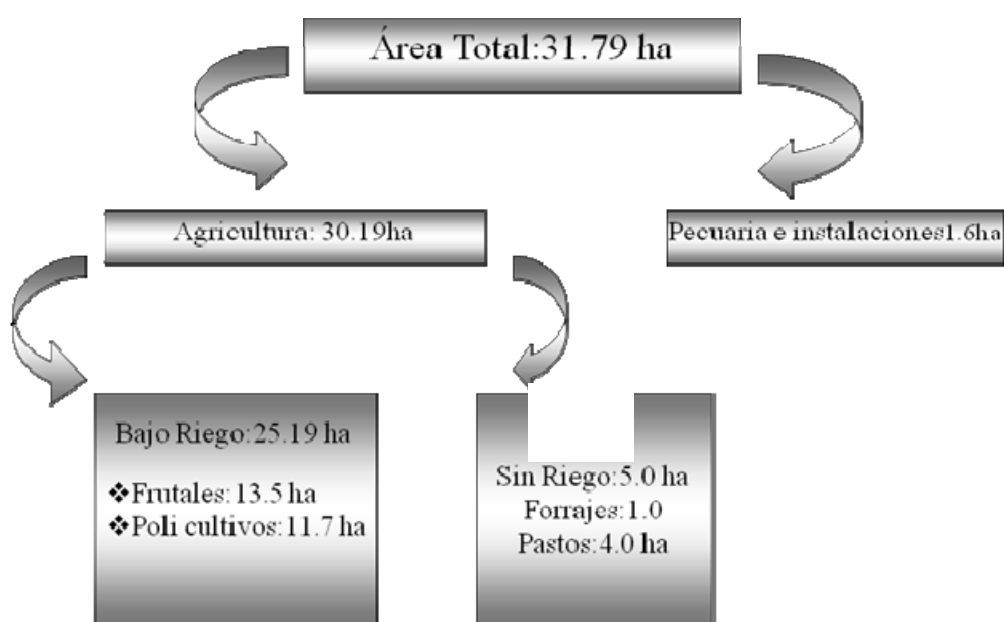 Área Total:31.79 ha
Agricultura: 30.19ha
Pecuaria e instalaciones1.6ha
Bajo Riego:25.19 ha
❖Frutales:13.5 ha
❖Poli cultivos:11.7 ha
Sin Riego:5.0 ha
Forrajes:1.0
Pastos:4.0 ha